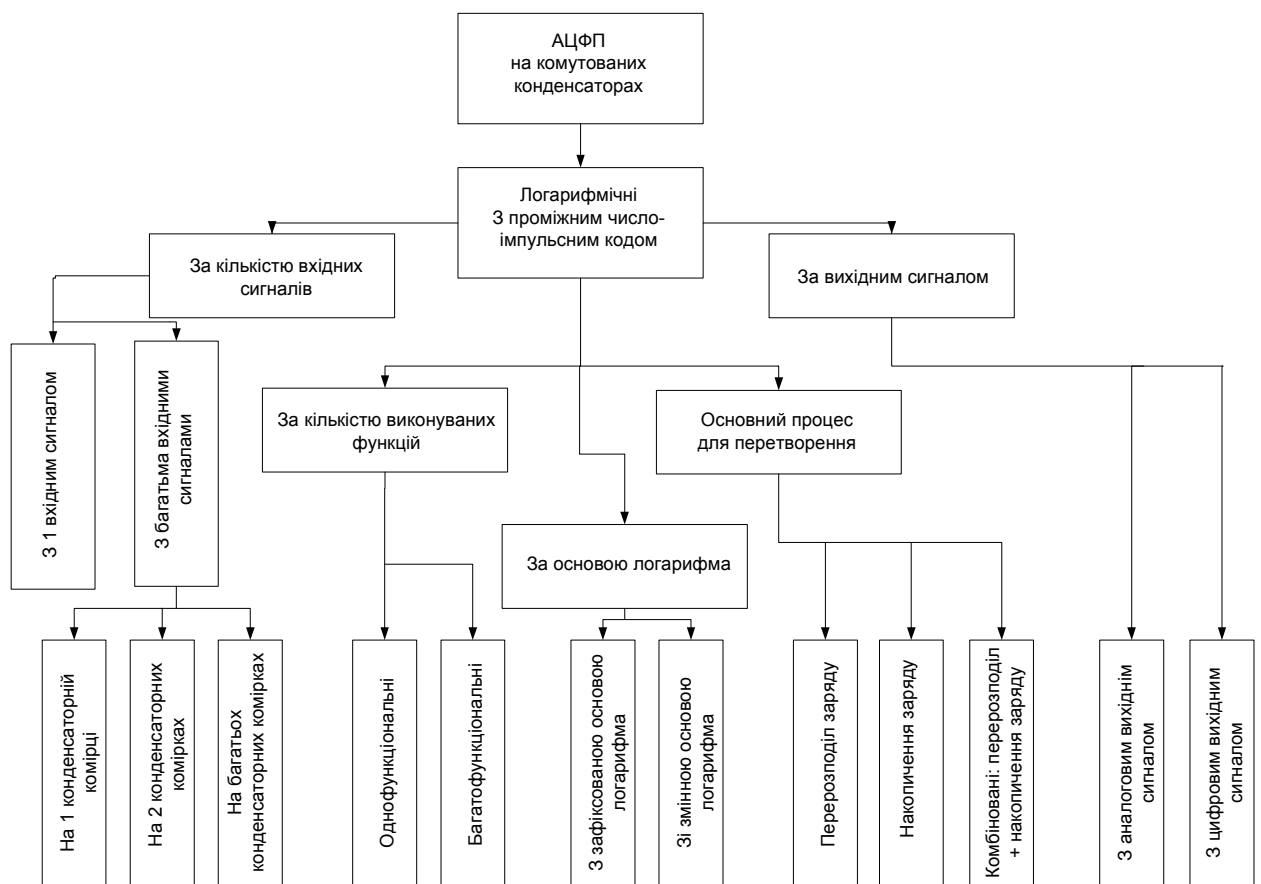 АЦФП
на комутованих
конденсаторах
Логарифмічні
З проміжним число-
імпульсним кодом
За кількістю вхідних
сигналів
За вихідним сигналом
З 1 вхідним сигналом
З багатьма вхідними
сигналами
За кількістю виконуваних
функцій
Основний процес
для перетворення
За основою логарифма
На 1 конденсаторній
комірці
На 2 конденсаторних
комірках
На багатьох
конденсаторних комірках
Однофункціональні
Багатофункціональні
З зафіксованою основою
логарифма
Зі змінною основою
логарифма
Перерозподіл заряду
Накопичення заряду
Комбіновані: перерозподіл
+ накопичення заряду
З аналоговим вихіднім
сигналом
З цифровим вихідним
сигналом